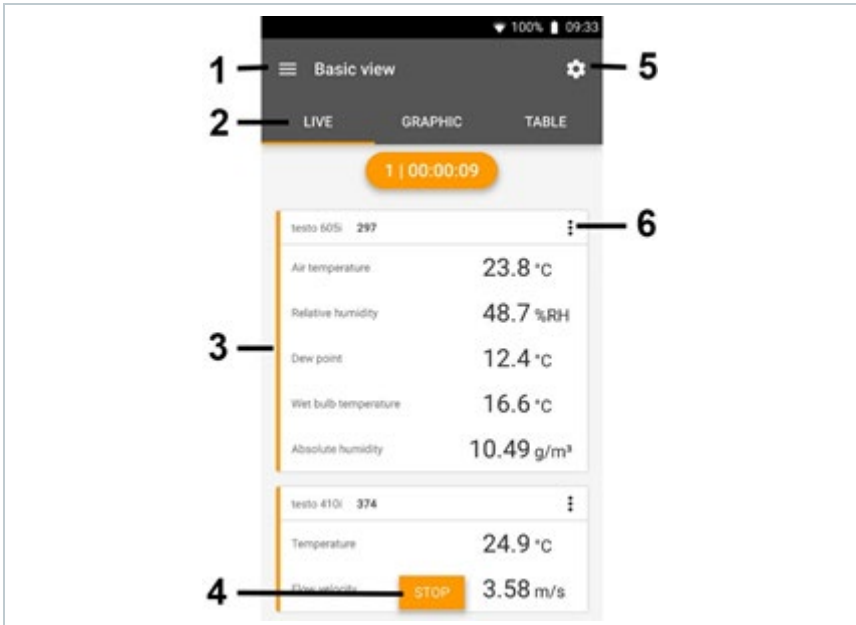 100% 09:33
1 Basic view 5
2 LIVE GRAPHIC TABLE
1 | 00:00:09
testo 605i 297 6
Air temperature 23.8 °C
Relative humidity 48.7 %RH
3 Dew point 12.4 °C
Wet bulb temperature 16.6 °C
Absolute humidity 10.49 g/m³
testo 410i 374
Temperature 24.9 °C
4 Flow velocity STOP 3.58 m/s